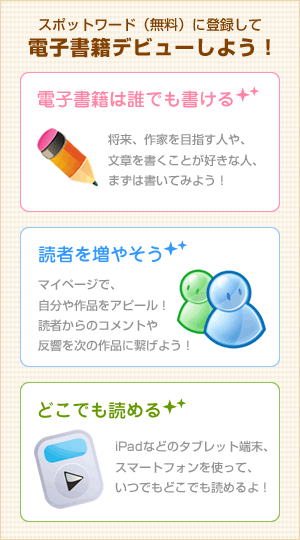 スポットワード（無料）に登録して
電子書籍デビューしよう！
電子書籍は誰でも書ける
将来、作家を目指す人や、
文章を書くことが好きな人、
まずは書いてみよう！
読者を増やそう
マイページで、
自分や作品をアピール！
読者からのコメントや
反響を次の作品に繋げよう！
どこでも読める
iPadなどのタブレット端末、
スマートフォンを使って、
いつでもどこでも読めるよ！